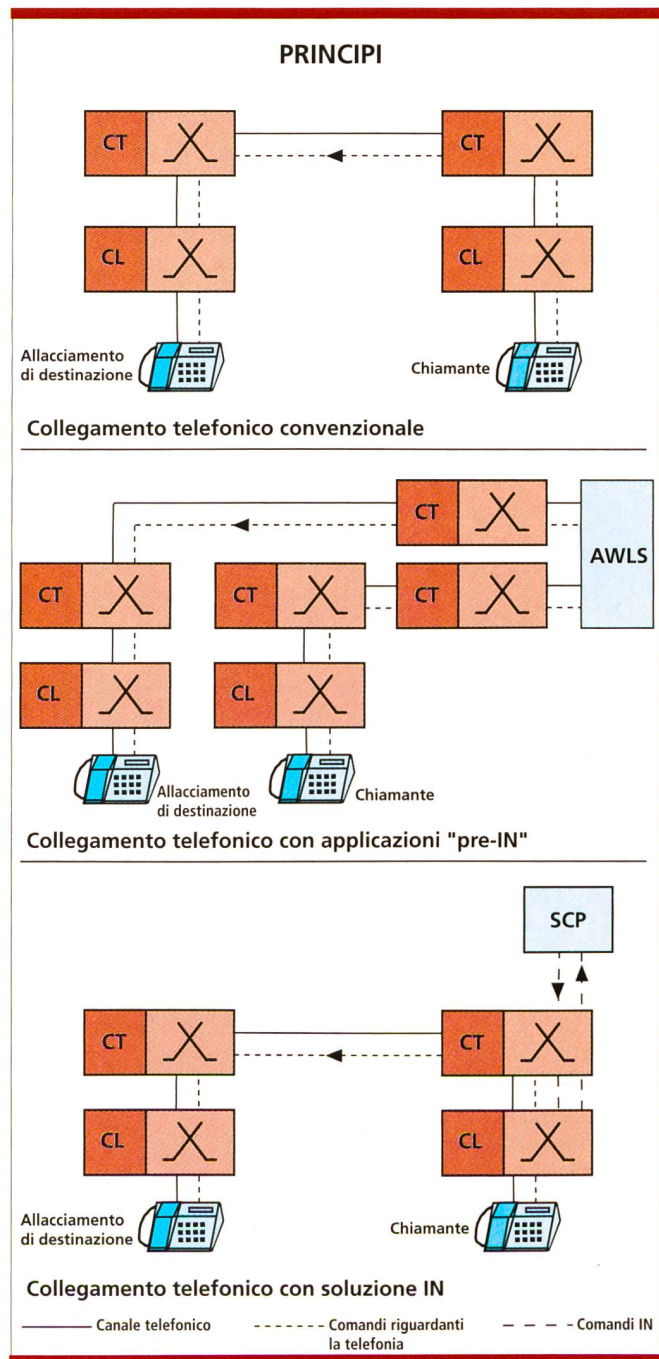 PRINCIPI
CT
CT
CL
CL
Allacciamento
di destinazione
Chiamante
Collegamento telefonico convenzionale
CT
AWLS
CT
CT
CT
CL
CL
Allacciamento
di destinazione
Chiamante
Collegamento telefonico con applicazioni "pre-IN"
SCP
CT
CT
CL
CL
Allacciamento
di destinazione
Chiamante
Collegamento telefonico con soluzione IN
Canale telefonico
Comandi riguardanti
la telefonia
Comandi IN